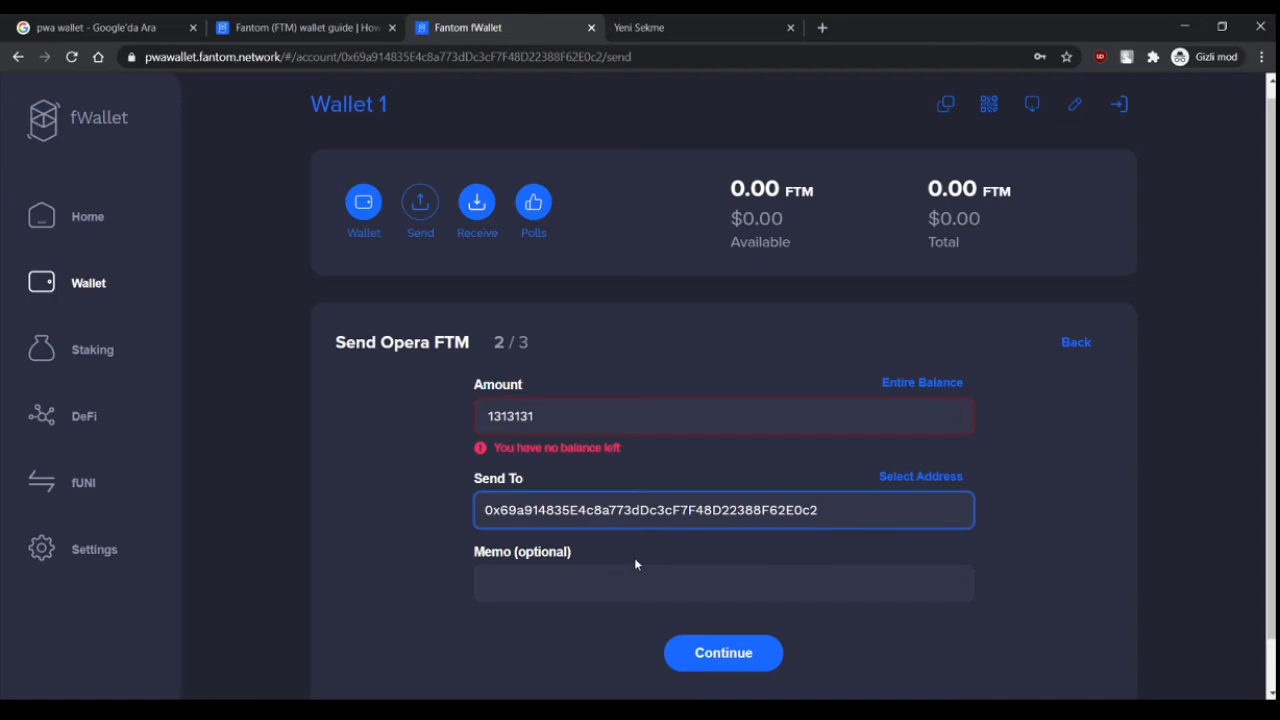 pwa wallet - Google'da Ara
Fantom (FTM) wallet guide | How
Fantom fWallet
Yeni Sekme
pwawallet.fantom.network/#/account/0x69a914835E4c8a773dDc3cF7F48D22388F62E0c2/send
Gizli mod
fWallet
Home
Wallet
Staking
DeFi
fUNI
Settings
Wallet 1
Wallet
Send
Receive
Polls
0.00 FTM
$0.00
Available
0.00 FTM
$0.00
Total
Send Opera FTM 2 / 3
Back
Amount
Entire Balance
1313131
You have no balance left
Send To
Select Address
0x69a914835E4c8a773dDc3cF7F48D22388F62E0c2
Memo (optional)
Continue